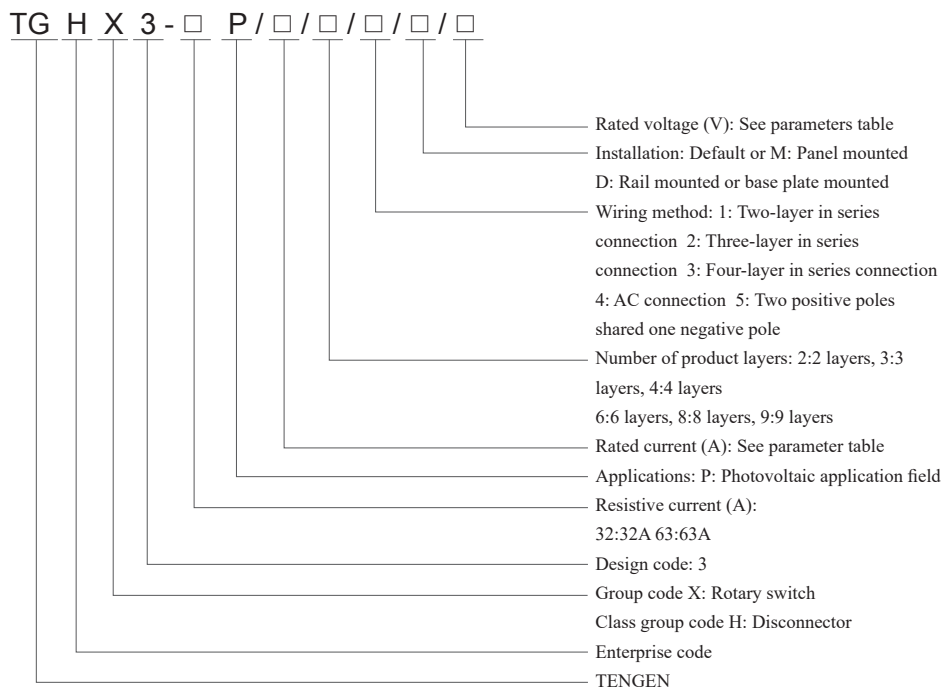 TG H X 3 - □ P / □ / □ / □ / □ / □
Rated voltage (V): See parameters table
Installation: Default or M: Panel mounted
D: Rail mounted or base plate mounted
Wiring method: 1: Two-layer in series
connection 2: Three-layer in series
connection 3: Four-layer in series connection
4: AC connection 5: Two positive poles
shared one negative pole
Number of product layers: 2:2 layers, 3:3
layers, 4:4 layers
6:6 layers, 8:8 layers, 9:9 layers
Rated current (A): See parameter table
Applications: P: Photovoltaic application field
Resistive current (A):
32:32A 63:63A
Design code: 3
Group code X: Rotary switch
Class group code H: Disconnector
Enterprise code
TENGEN